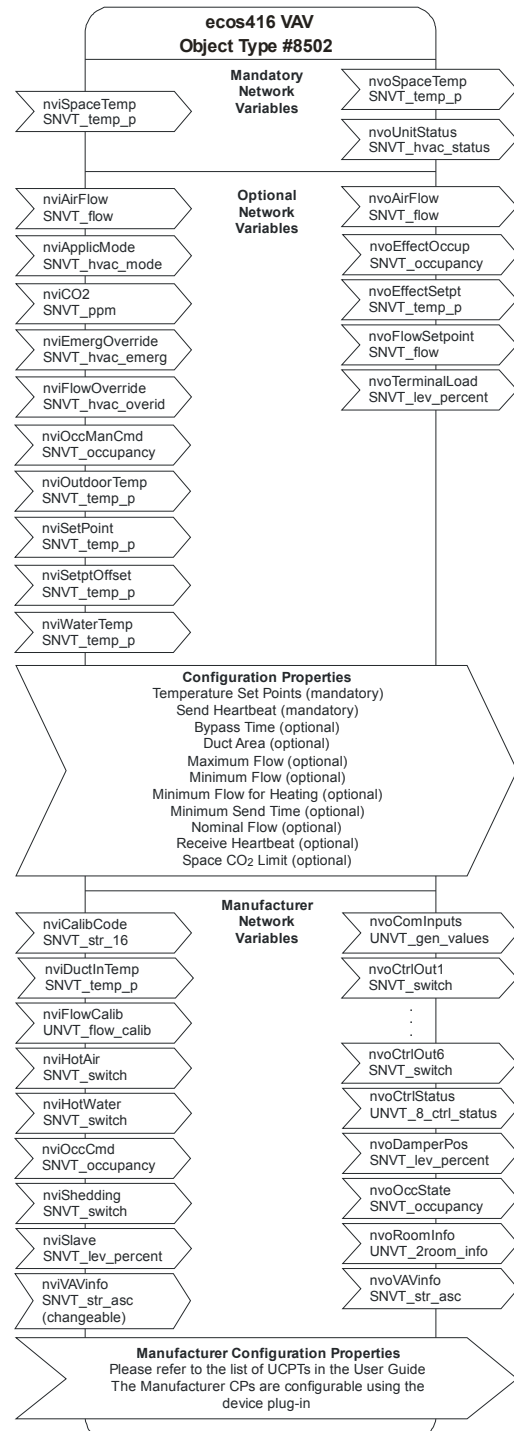 ecos416 VAV
Object Type #8502
Mandatory
Network
Variables
nviSpaceTemp
SNVT_temp_p
nvoSpaceTemp
SNVT_temp_p
nvoUnitStatus
SNVT_hvac_status
Optional
Network
Variables
nviAirFlow
SNVT_flow
nviApplicMode
SNVT_hvac_mode
nviCO2
SNVT_ppm
nviEmergOverride
SNVT_hvac_emerg
nviFlowOverride
SNVT_hvac_overid
nviOccManCmd
SNVT_occupancy
nviOutdoorTemp
SNVT_temp_p
nviSetPoint
SNVT_temp_p
nviSetptOffset
SNVT_temp_p
nviWaterTemp
SNVT_temp_p
nvoAirFlow
SNVT_flow
nvoEffectOccup
SNVT_occupancy
nvoEffectSetpt
SNVT_temp_p
nvoFlowSetpoint
SNVT_flow
nvoTerminalLoad
SNVT_lev_percent
Configuration Properties
Temperature Set Points (mandatory)
Send Heartbeat (mandatory)
Bypass Time (optional)
Duct Area (optional)
Maximum Flow (optional)
Minimum Flow (optional)
Minimum Flow for Heating (optional)
Minimum Send Time (optional)
Nominal Flow (optional)
Receive Heartbeat (optional)
Space CO2 Limit (optional)
Manufacturer
Network
Variables
nviCalibCode
SNVT_str_16
nviDuctInTemp
SNVT_temp_p
nviFlowCalib
UNVT_flow_calib
nviHotAir
SNVT_switch
nviHotWater
SNVT_switch
nviOccCmd
SNVT_occupancy
nviShedding
SNVT_switch
nviSlave
SNVT_lev_percent
nviVAVinfo
SNVT_str_asc
(changeable)
nvoComInputs
UNVT_gen_values
nvoCtrlOut1
SNVT_switch
.
.
.
nvoCtrlOut6
SNVT_switch
nvoCtrlStatus
UNVT_8_ctrl_status
nvoDamperPos
SNVT_lev_percent
nvoOccState
SNVT_occupancy
nvoRoomInfo
UNVT_2room_info
nvoVAVinfo
SNVT_str_asc
Manufacturer Configuration Properties
Please refer to the list of UCPTs in the User Guide
The Manufacturer CPs are configurable using the
device plug-in